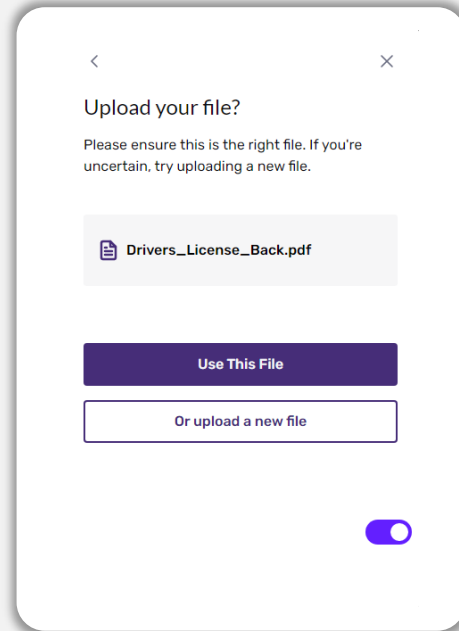 Upload your file?
Please ensure this is the right file. If you're
uncertain, try uploading a new file.
Drivers_License_Back.pdf
Use This File
Or upload a new file